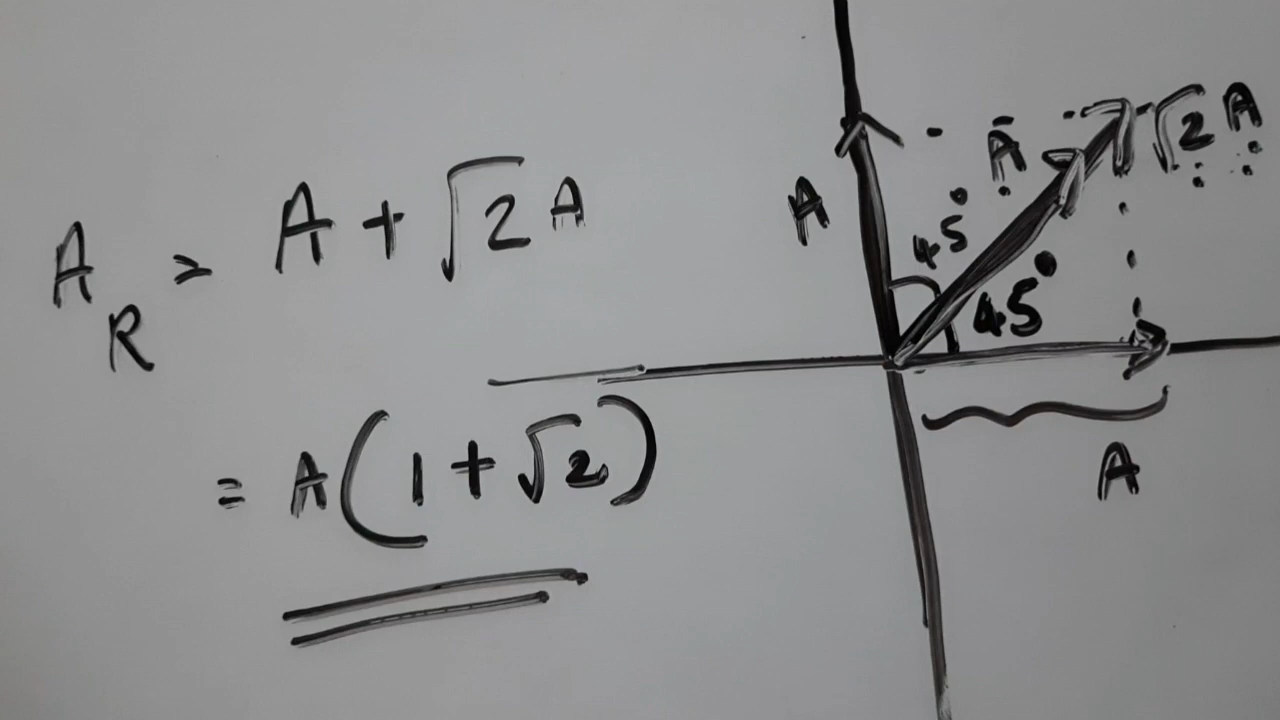 A_R = A + √2 A
= A(1 + √2)
A
45°
A
√2 A
45°
A